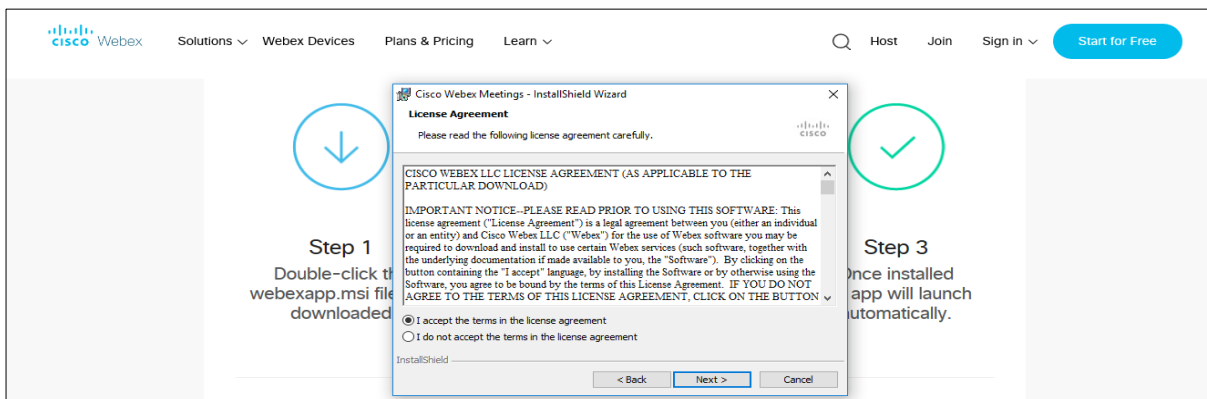 cisco Webex Solutions Webex Devices Plans & Pricing Learn Host Join Sign in Start for Free
Cisco Webex Meetings - InstallShield Wizard
License Agreement
Please read the following license agreement carefully.
cisco
CISCO WEBEX LLC LICENSE AGREEMENT (AS APPLICABLE TO THE
PARTICULAR DOWNLOAD)
IMPORTANT NOTICE--PLEASE READ PRIOR TO USING THIS SOFTWARE: This
license agreement ("License Agreement") is a legal agreement between you (either an individual
or an entity) and Cisco Webex LLC ("Webex") for the use of Webex software you may be
required to download and install to use certain Webex services (such software, together with
the underlying documentation if made available to you, the "Software"). By clicking on the
button containing the "I accept" language, by installing the Software or by otherwise using the
Software, you agree to be bound by the terms of this License Agreement. IF YOU DO NOT
AGREE TO THE TERMS OF THIS LICENSE AGREEMENT, CLICK ON THE BUTTON
I accept the terms in the license agreement
I do not accept the terms in the license agreement
InstallShield
< Back Next > Cancel
Step 1
Double-click
webexapp.msi file
downloaded
Step 3
installed
app will launch